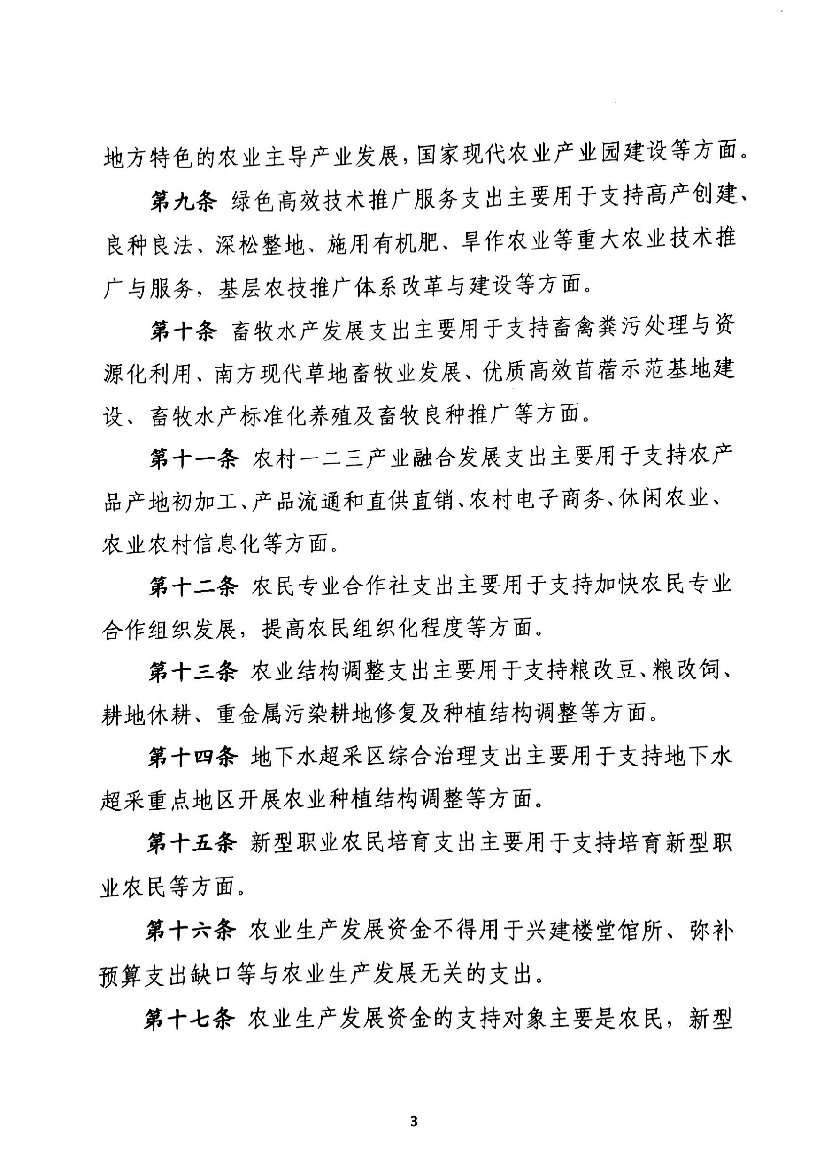 地方特色的农业主导产业发展,国家现代农业产业园建设等方面。
第九条 绿色高效技术推广服务支出主要用于支持高产创建、
良种良法、深松整地、施用有机肥、旱作农业等重大农业技术推
广与服务，基层农技推广体系改革与建设等方面。
第十条 畜牧水产发展支出主要用于支持畜禽粪污处理与资
源化利用、南方现代草地畜牧业发展、优质高效苜蓿示范基地建
设、畜牧水产标准化养殖及畜牧良种推广等方面。
第十一条 农村一二三产业融合发展支出主要用于支持农产
品产地初加工、产品流通和直供直销、农村电子商务、休闲农业、
农业农村信息化等方面。
第十二条 农民专业合作社支出主要用于支持加快农民专业
合作组织发展，提高农民组织化程度等方面。
第十三条 农业结构调整支出主要用于支持粮改豆、粮改饲、
耕地休耕、重金属污染耕地修复及种植结构调整等方面。
第十四条 地下水超采区综合治理支出主要用于支持地下水
超采重点地区开展农业种植结构调整等方面。
第十五条 新型职业农民培育支出主要用于支持培育新型职
业农民等方面。
第十六条 农业生产发展资金不得用于兴建楼堂馆所、弥补
预算支出缺口等与农业生产发展无关的支出。
第十七条 农业生产发展资金的支持对象主要是农民，新型
3